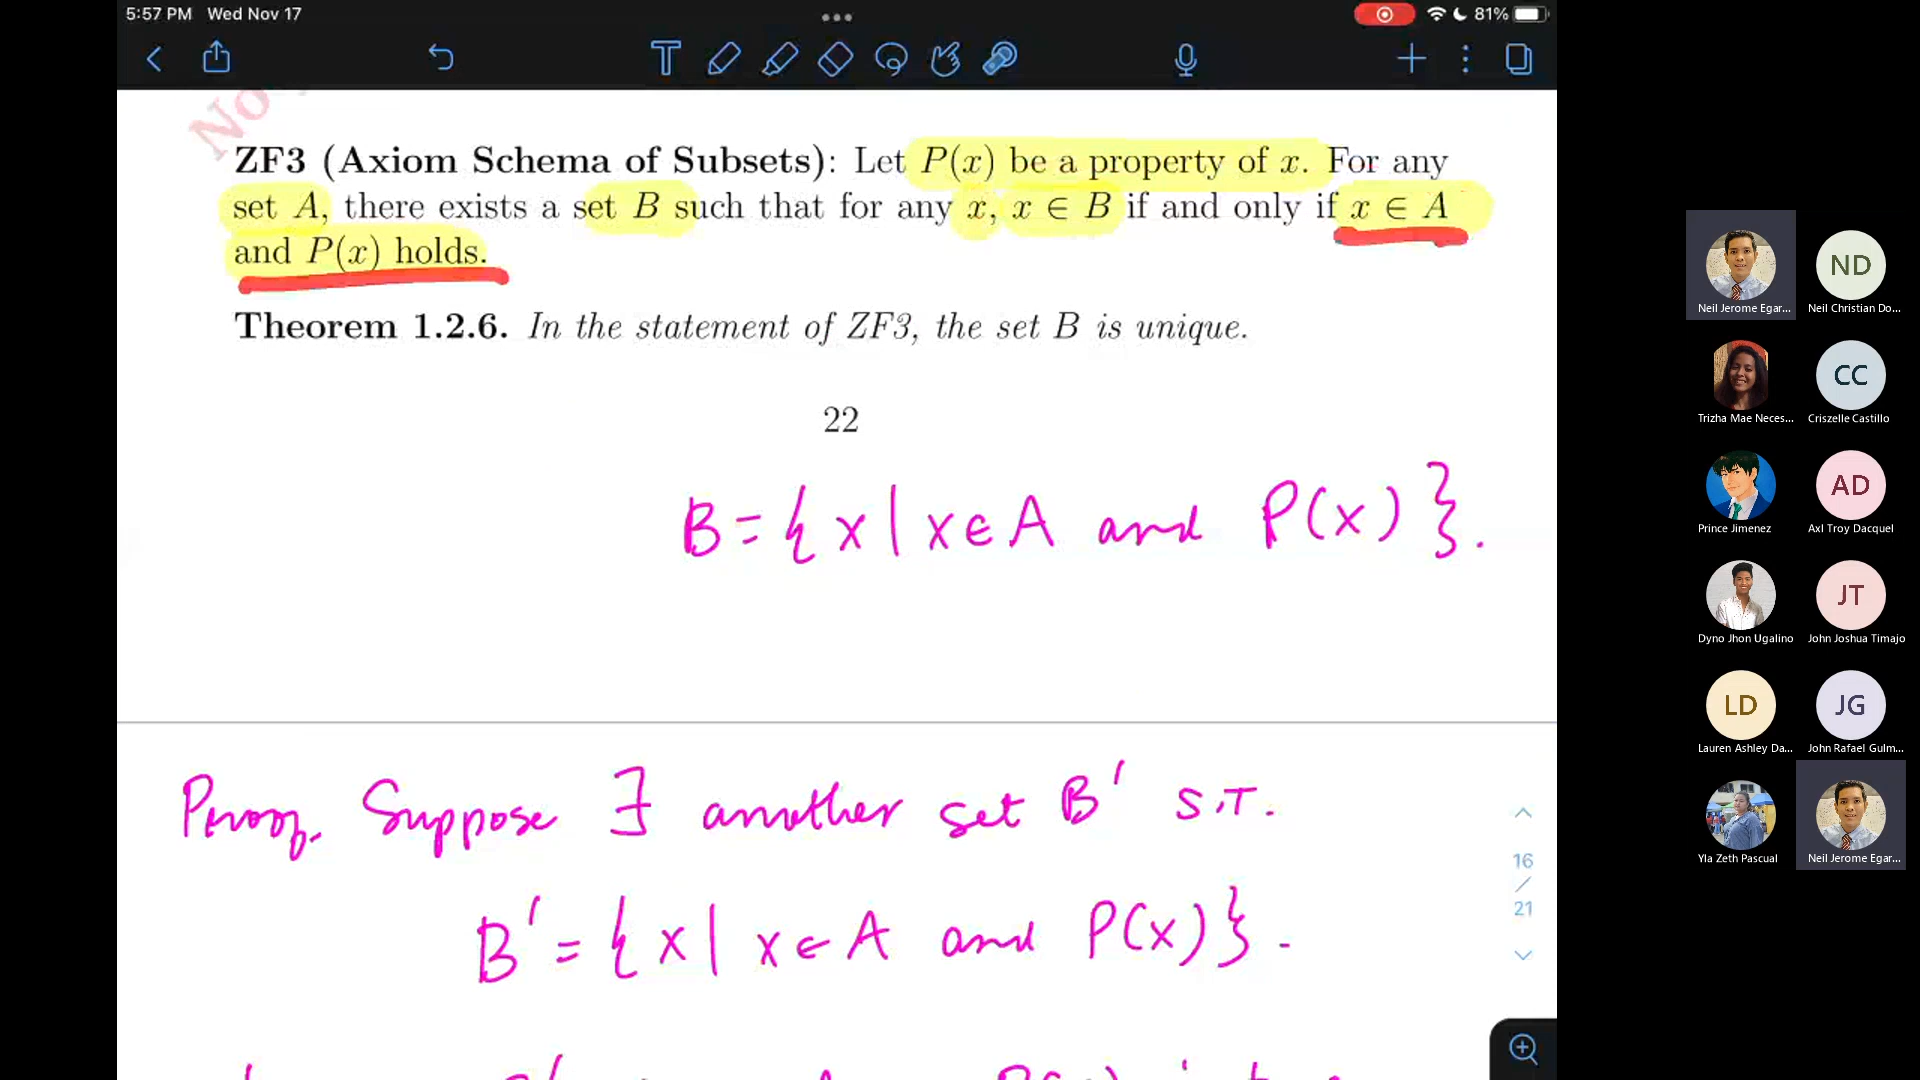 5:57 PM Wed Nov 17
81%
No
ZF3 (Axiom Schema of Subsets): Let P(x) be a property of x. For any
set A, there exists a set B such that for any x, x ∈ B if and only if x ∈ A
and P(x) holds.
Theorem 1.2.6. In the statement of ZF3, the set B is unique.
22
B = { x | x ∈ A and P(x) }.
Proof. Suppose ∃ another set B' s.t.
B' = { x | x ∈ A and P(x) }.
16
/
21
Neil Jerome Egar...
ND
Neil Christian Do...
Trizha Mae Neces...
CC
Criszelle Castillo
Prince Jimenez
AD
Axl Troy Dacquel
Dyno Jhon Ugalino
JT
John Joshua Timajo
LD
Lauren Ashley Da...
JG
John Rafael Gulm...
Yla Zeth Pascual
Neil Jerome Egar...